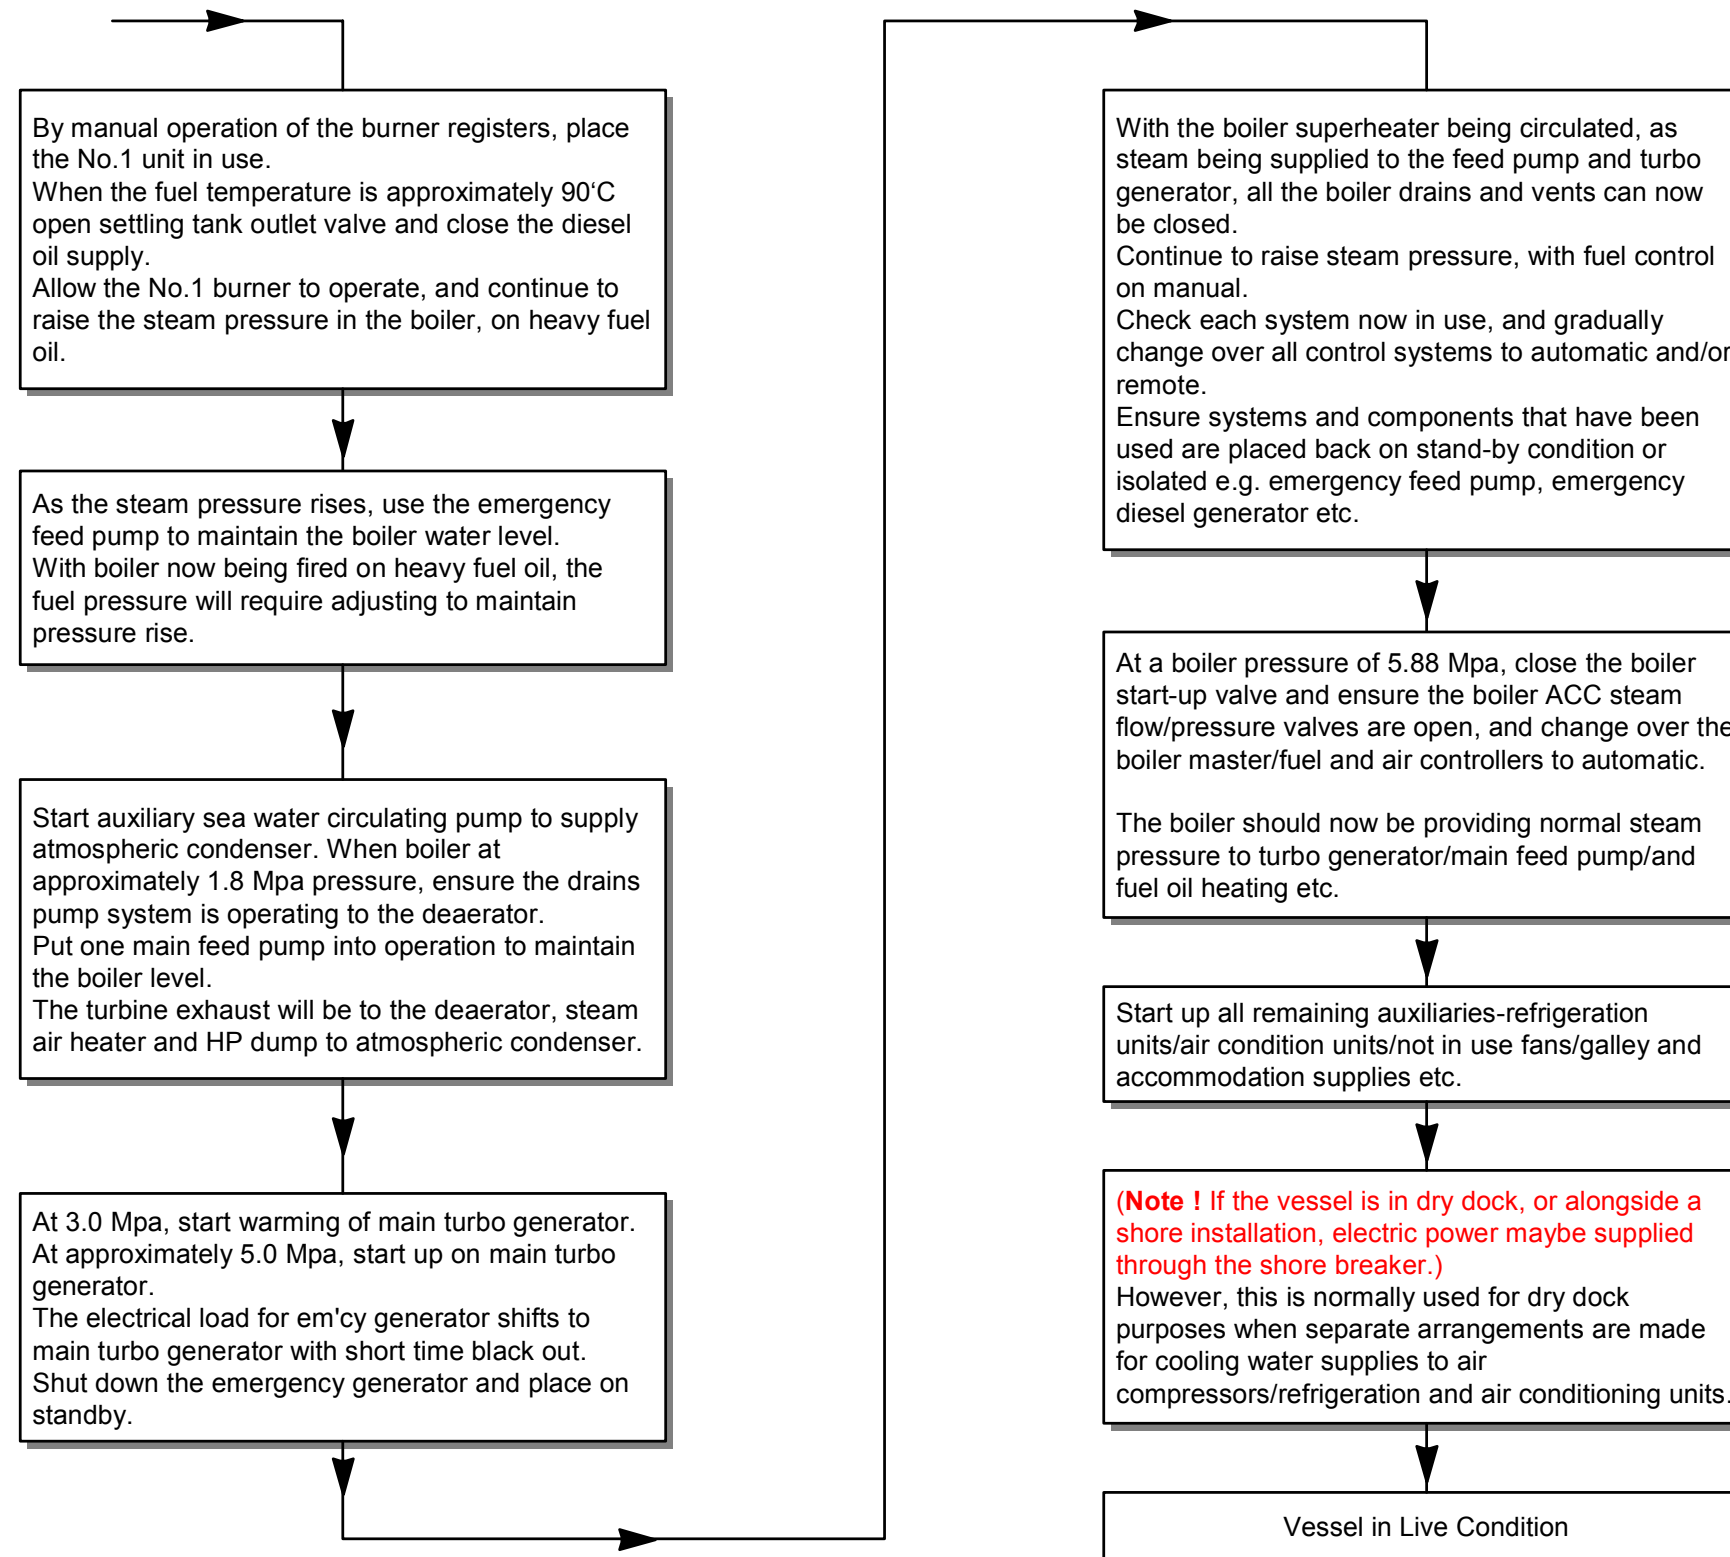 By manual operation of the burner registers, place
the No.1 unit in use.
When the fuel temperature is approximately 90‘C
open settling tank outlet valve and close the diesel
oil supply.
Allow the No.1 burner to operate, and continue to
raise the steam pressure in the boiler, on heavy fuel
oil.
As the steam pressure rises, use the emergency
feed pump to maintain the boiler water level.
With boiler now being fired on heavy fuel oil, the
fuel pressure will require adjusting to maintain
pressure rise.
Start auxiliary sea water circulating pump to supply
atmospheric condenser. When boiler at
approximately 1.8 Mpa pressure, ensure the drains
pump system is operating to the deaerator.
Put one main feed pump into operation to maintain
the boiler level.
The turbine exhaust will be to the deaerator, steam
air heater and HP dump to atmospheric condenser.
At 3.0 Mpa, start warming of main turbo generator.
At approximately 5.0 Mpa, start up on main turbo
generator.
The electrical load for em'cy generator shifts to
main turbo generator with short time black out.
Shut down the emergency generator and place on
standby.
With the boiler superheater being circulated, as
steam being supplied to the feed pump and turbo
generator, all the boiler drains and vents can now
be closed.
Continue to raise steam pressure, with fuel control
on manual.
Check each system now in use, and gradually
change over all control systems to automatic and/or
remote.
Ensure systems and components that have been
used are placed back on stand-by condition or
isolated e.g. emergency feed pump, emergency
diesel generator etc.
At a boiler pressure of 5.88 Mpa, close the boiler
start-up valve and ensure the boiler ACC steam
flow/pressure valves are open, and change over the
boiler master/fuel and air controllers to automatic.
The boiler should now be providing normal steam
pressure to turbo generator/main feed pump/and
fuel oil heating etc.
Start up all remaining auxiliaries-refrigeration
units/air condition units/not in use fans/galley and
accommodation supplies etc.
(Note ! If the vessel is in dry dock, or alongside a
shore installation, electric power maybe supplied
through the shore breaker.)
However, this is normally used for dry dock
purposes when separate arrangements are made
for cooling water supplies to air
compressors/refrigeration and air conditioning units.
Vessel in Live Condition